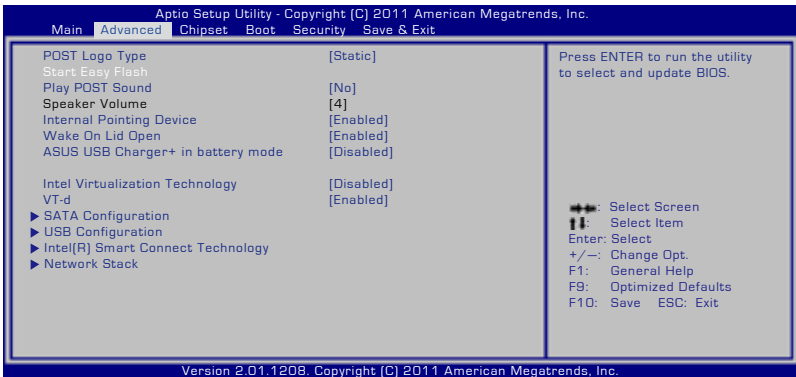 Aptio Setup Utility - Copyright (C) 2011 American Megatrends, Inc.
Main Advanced Chipset Boot Security Save & Exit
POST Logo Type [Static]
Start Easy Flash
Play POST Sound [No]
Speaker Volume [4]
Internal Pointing Device [Enabled]
Wake On Lid Open [Enabled]
ASUS USB Charger+ in battery mode [Disabled]
Intel Virtualization Technology [Disabled]
VT-d [Enabled]
SATA Configuration
USB Configuration
Intel(R) Smart Connect Technology
Network Stack
Press ENTER to run the utility
to select and update BIOS.
→←: Select Screen
↑↓: Select Item
Enter: Select
+/—: Change Opt.
F1: General Help
F9: Optimized Defaults
F10: Save ESC: Exit
Version 2.01.1208. Copyright (C) 2011 American Megatrends, Inc.